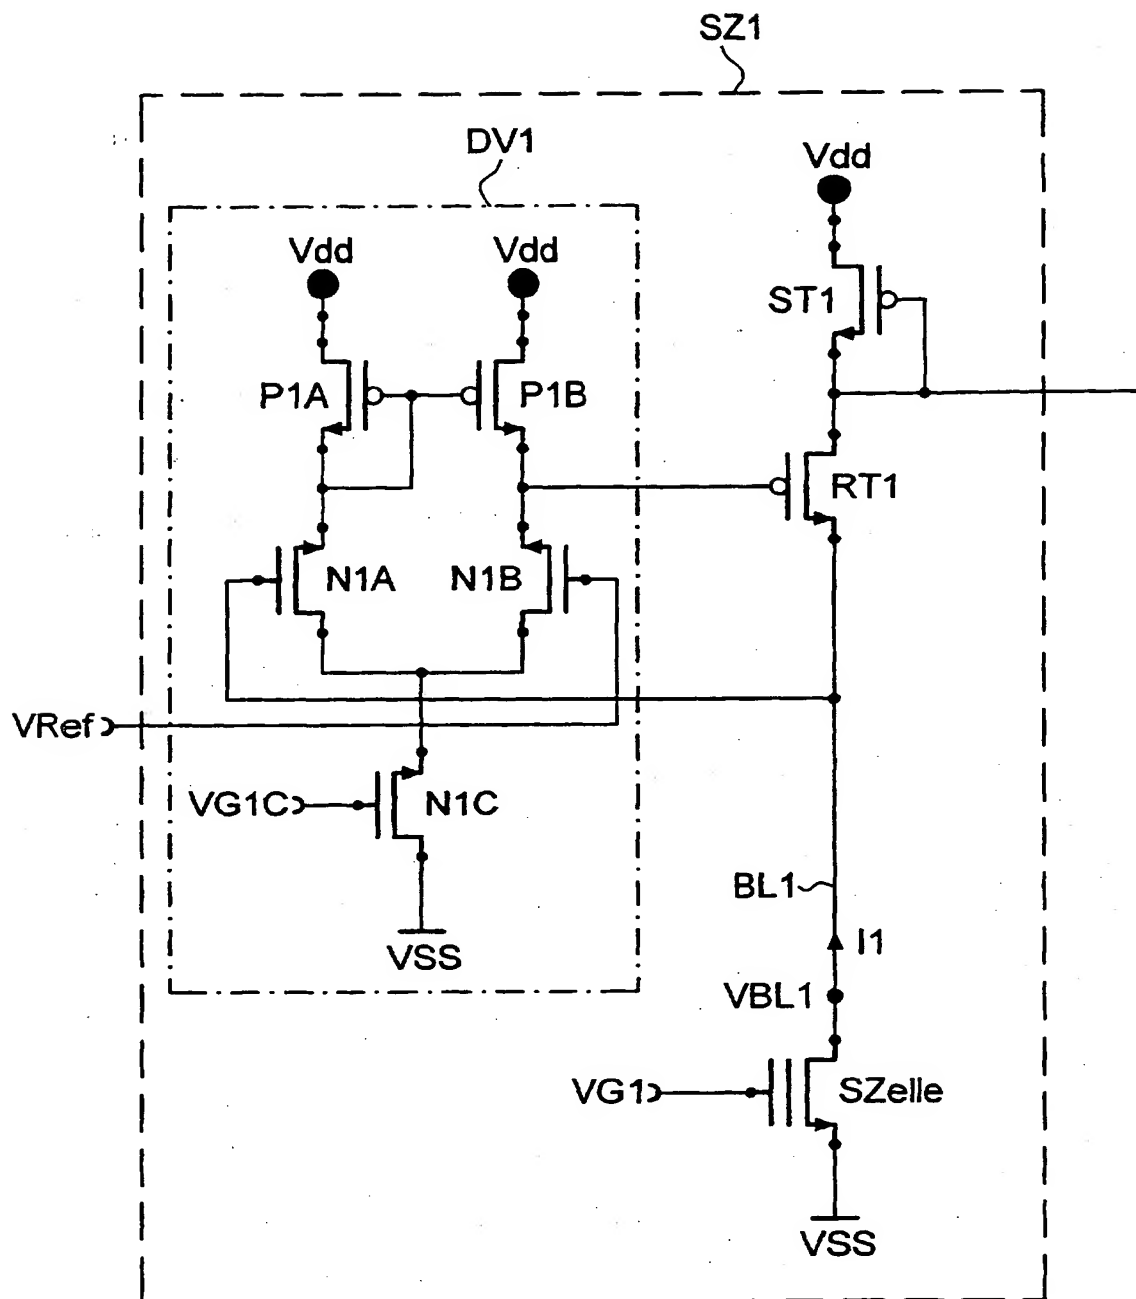 SZ1
DV1
Vdd
Vdd Vdd
ST1
P1A P1B
RT1
N1A N1B
VRef
VG1C N1C
BL1
I1
VSS
VBL1
VG1 SZelle
VSS